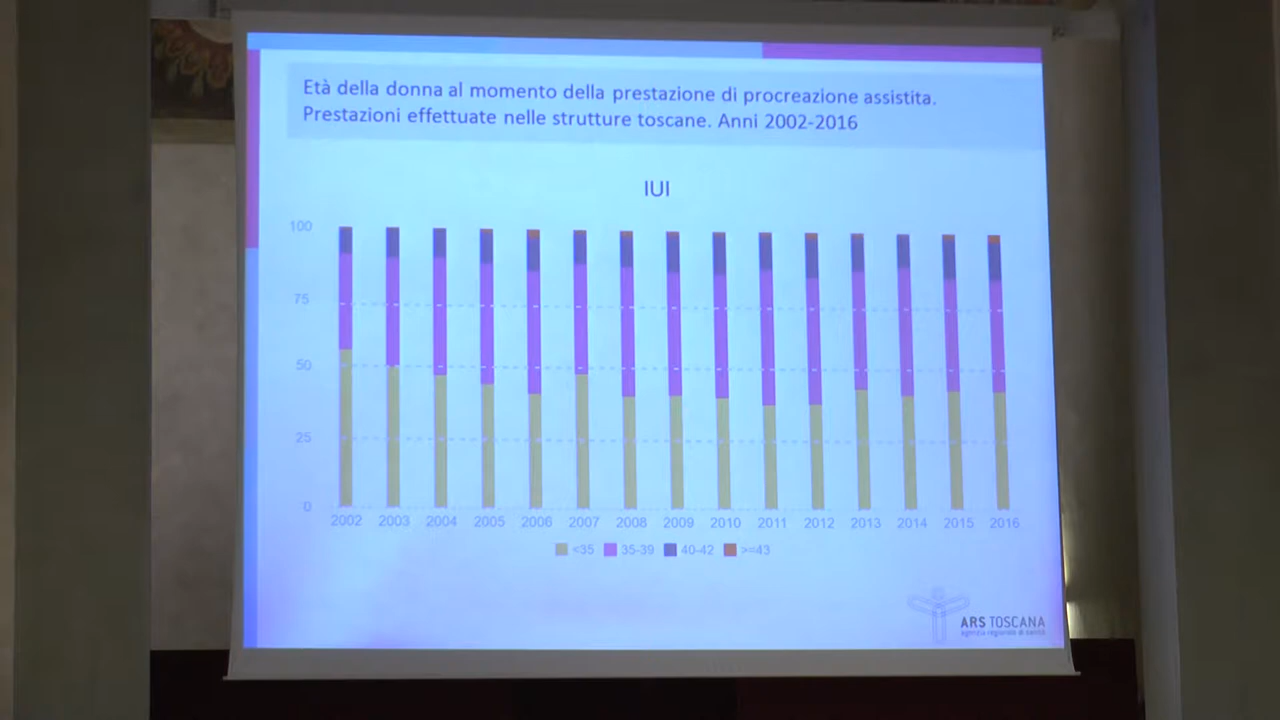 Età della donna al momento della prestazione di procreazione assistita.
Prestazioni effettuate nelle strutture toscane. Anni 2002-2016
IUI
100
75
50
25
0
2002 2003 2004 2005 2006 2007 2008 2009 2010 2011 2012 2013 2014 2015 2016
<35 35-39 40-42 >=43
ARS TOSCANA
agenzia regionale di sanità